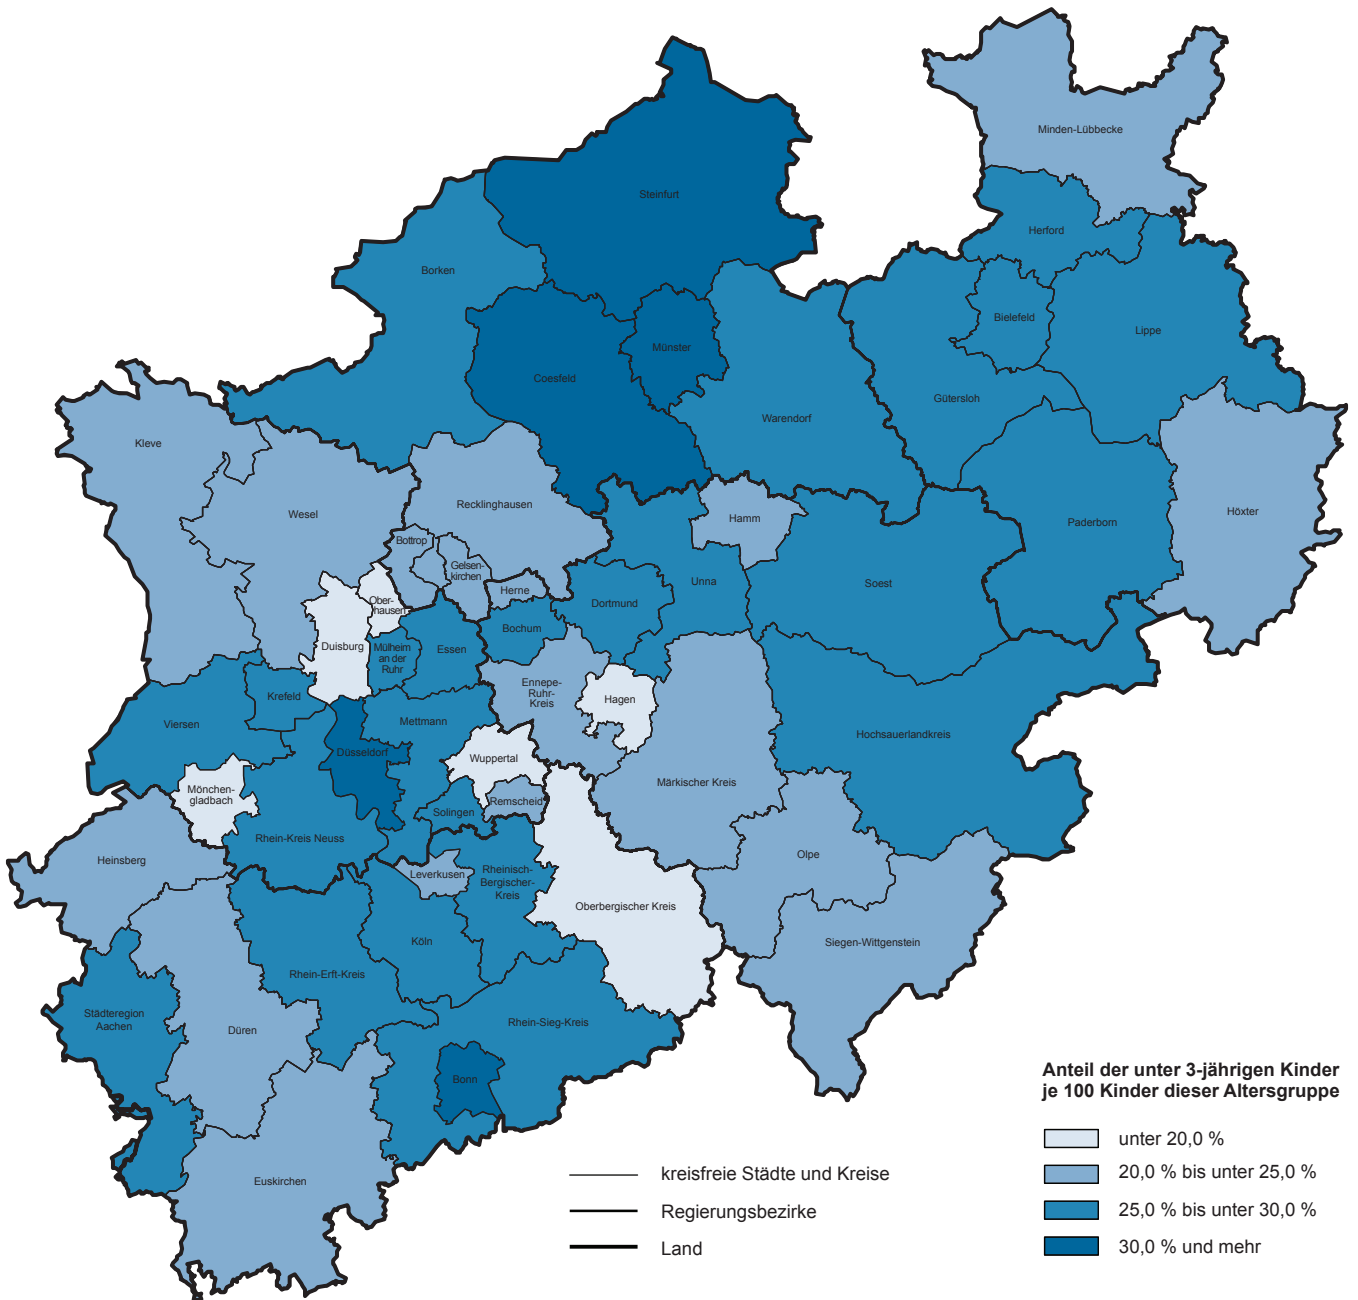 Minden-Lübbecke
Steinfurt
Herford
Borken
Bielefeld
Lippe
Münster
Coesfeld
Gütersloh
Warendorf
Kleve
Recklinghausen
Wesel
Hamm
Höxter
Paderborn
Bottrop
Gelsen-
kirchen
Unna
Soest
Herne
Ober-
hausen
Dortmund
Bochum
Duisburg
Mülheim
an der
Ruhr
Essen
Ennepe-
Ruhr-
Kreis
Hagen
Krefeld
Viersen
Mettmann
Hochsauerlandkreis
Düsseldorf
Wuppertal
Märkischer Kreis
Mönchen-
gladbach
Remscheid
Solingen
Rhein-Kreis Neuss
Olpe
Heinsberg
Leverkusen
Rheinisch-
Bergischer-
Kreis
Oberbergischer Kreis
Köln
Siegen-Wittgenstein
Rhein-Erft-Kreis
Städteregion
Aachen
Düren
Rhein-Sieg-Kreis
Bonn
Euskirchen
kreisfreie Städte und Kreise
Regierungsbezirke
Land
Anteil der unter 3-jährigen Kinder
je 100 Kinder dieser Altersgruppe
unter 20,0 %
20,0 % bis unter 25,0 %
25,0 % bis unter 30,0 %
30,0 % und mehr